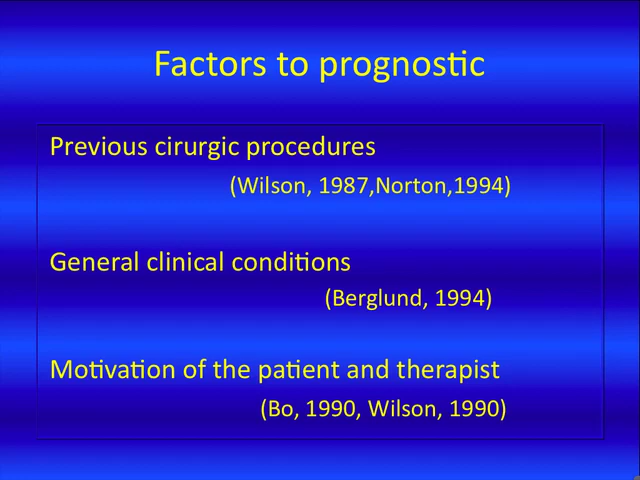 Factors to prognostic
Previous cirurgic procedures
(Wilson, 1987,Norton,1994)
General clinical conditions
(Berglund, 1994)
Motivation of the patient and therapist
(Bo, 1990, Wilson, 1990)